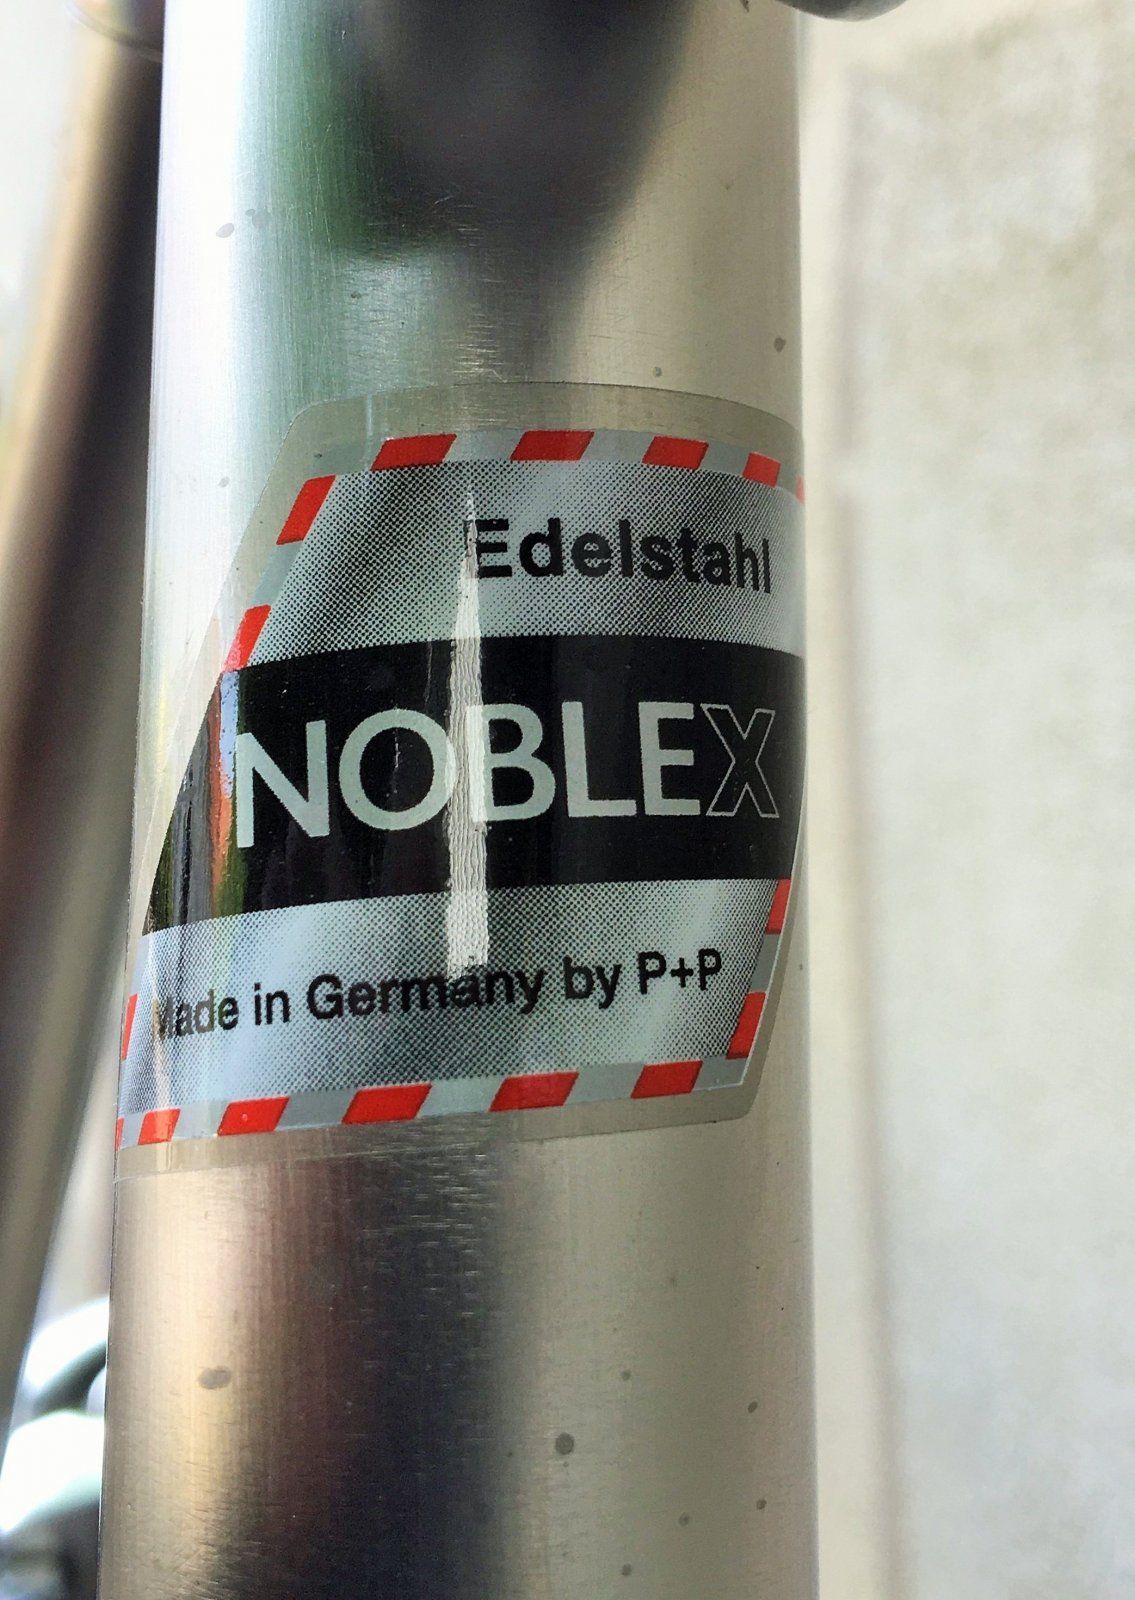 Edelstahl
NOBLEX
Made in Germany by P+P